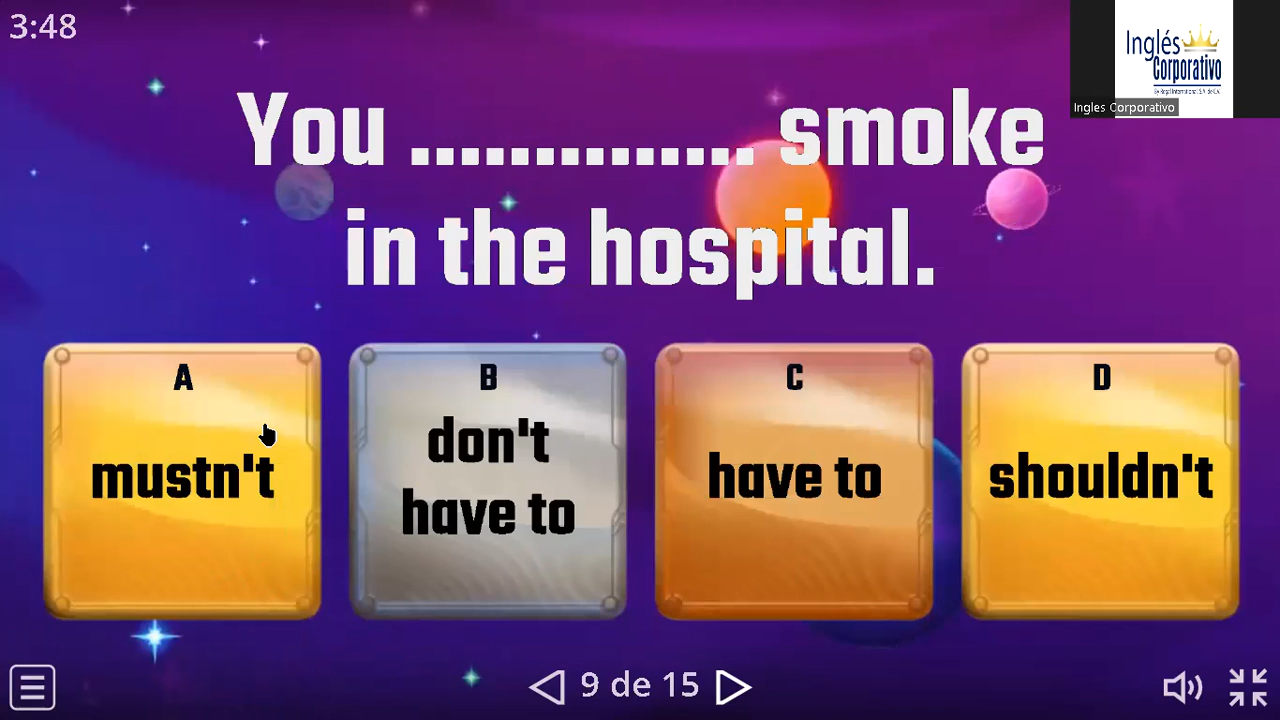 3:48
Inglés
Corporativo
Ingles Corporativo
You .............. smoke
in the hospital.
A
mustn't
B
don't
have to
C
have to
D
shouldn't
9 de 15